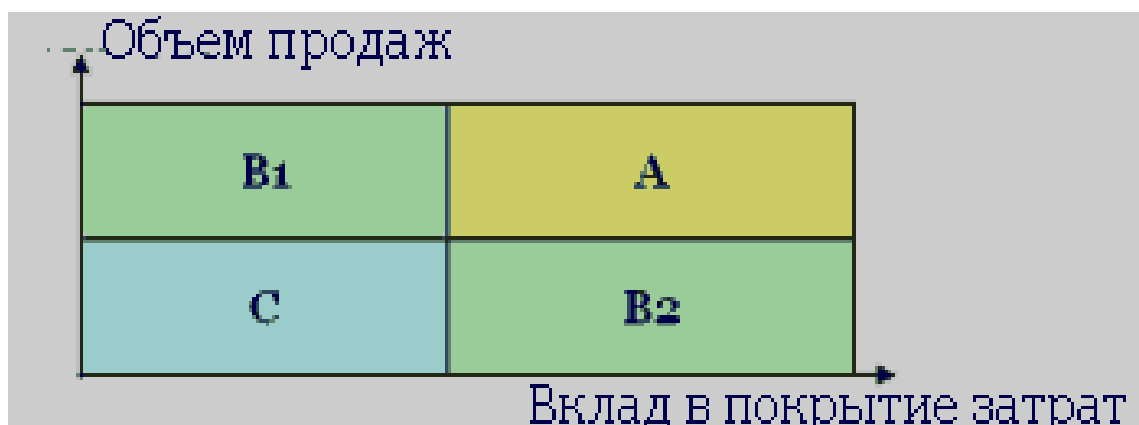 Объем продаж
B1
A
C
B2
Вклад в покрытие затрат